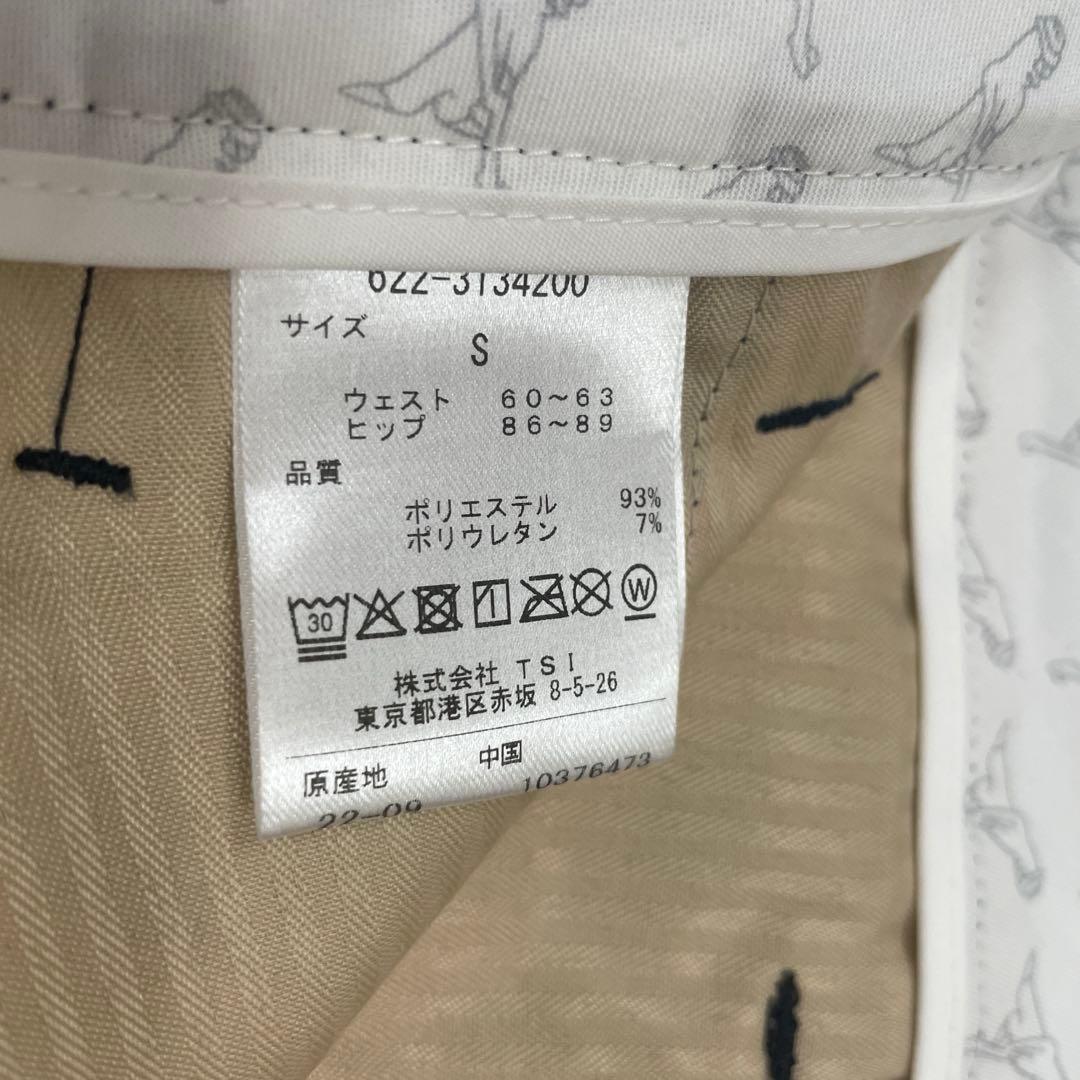 622-3134200
サイズ
S
ウェスト 60〜63
ヒップ 86〜89
品質
ポリエステル 93%
ポリウレタン 7%
30 W
株式会社 TSI
東京都港区赤坂 8-5-26
原産地 中国
22-09 10376473